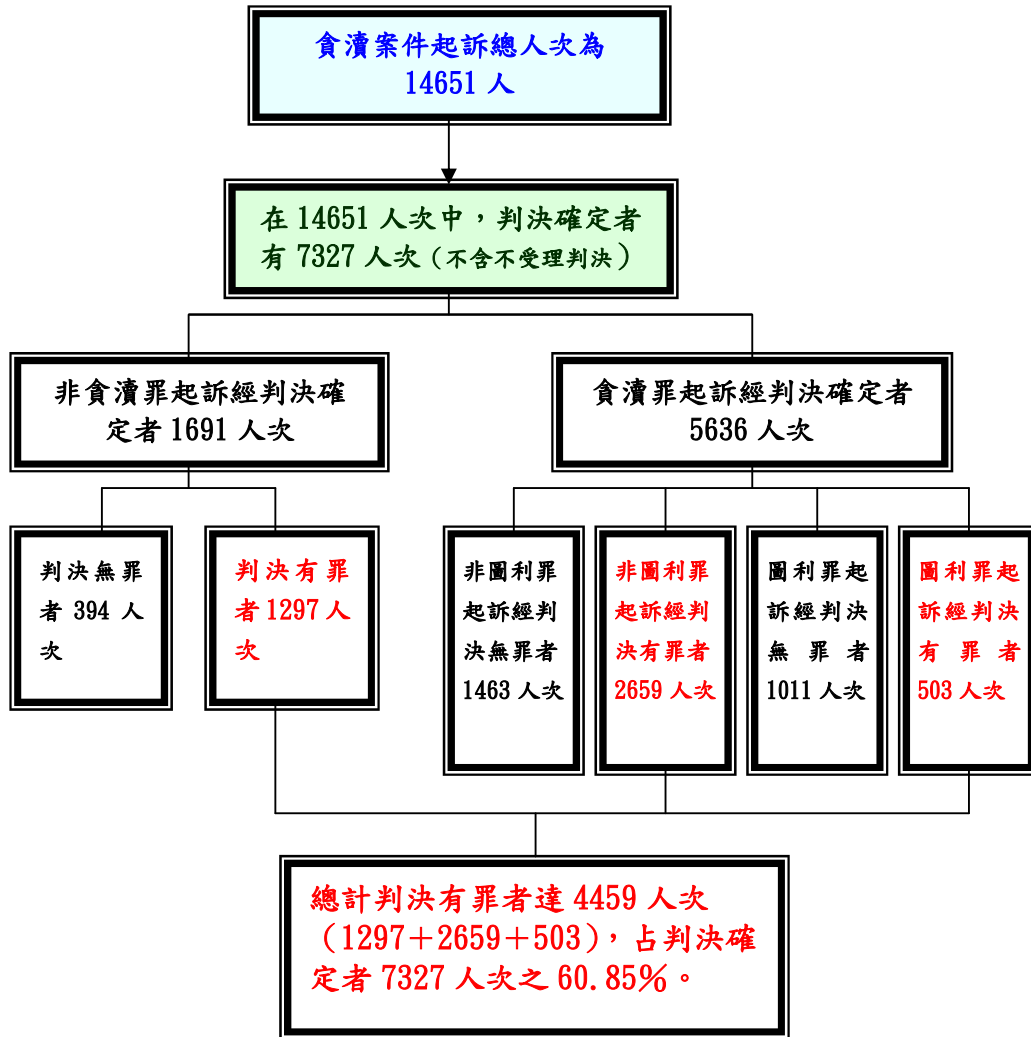 貪瀆案件起訴總人次為
14651 人
在 14651 人次中，判決確定者
有 7327 人次（不含不受理判決）
非貪瀆罪起訴經判決確
定者 1691 人次
貪瀆罪起訴經判決確定者
5636 人次
判決無罪
者 394 人
次
判決有罪
者 1297 人
次
非圖利罪
起訴經判
決無罪者
1463 人次
非圖利罪
起訴經判
決有罪者
2659 人次
圖利罪起
訴經判決
無罪者
1011 人次
圖利罪起
訴經判決
有罪者
503 人次
總計判決有罪者達 4459 人次
（1297＋2659＋503），占判決確
定者 7327 人次之 60.85％。